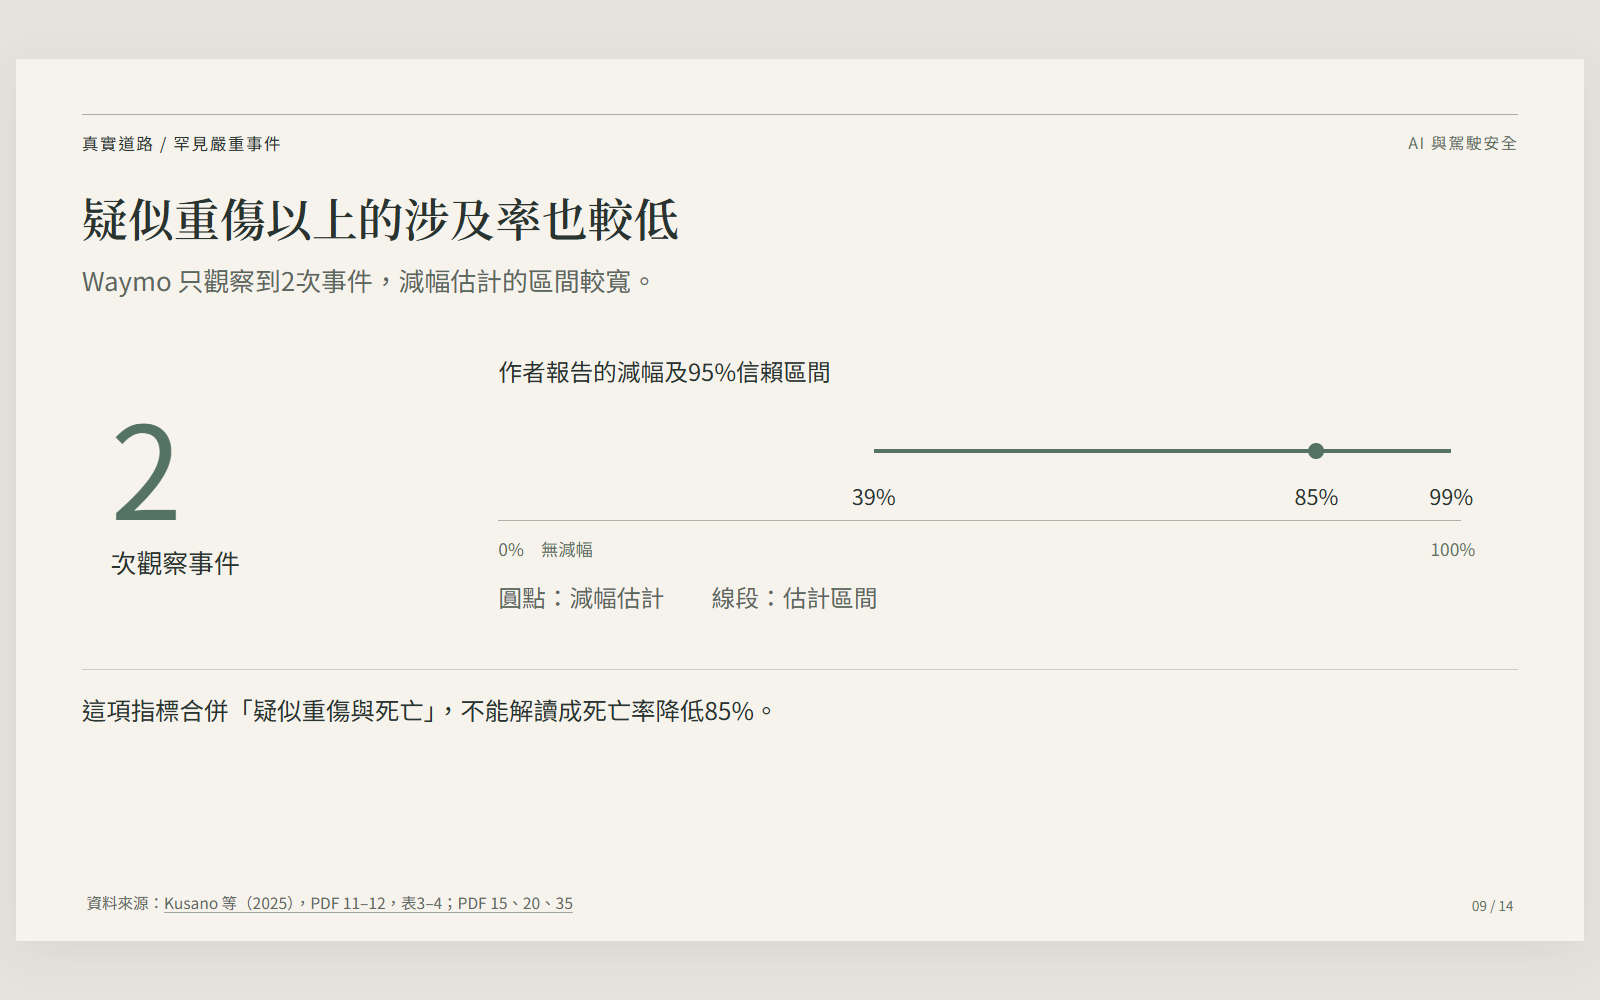 真實道路 / 罕見嚴重事件
AI 與駕駛安全
疑似重傷以上的涉及率也較低
Waymo 只觀察到2次事件，減幅估計的區間較寬。
2
次觀察事件
作者報告的減幅及95%信賴區間
39%
85%
99%
0% 無減幅
100%
圓點：減幅估計 線段：估計區間
這項指標合併「疑似重傷與死亡」，不能解讀成死亡率降低85%。
資料來源：Kusano 等（2025），PDF 11–12，表3–4；PDF 15、20、35
09 / 14